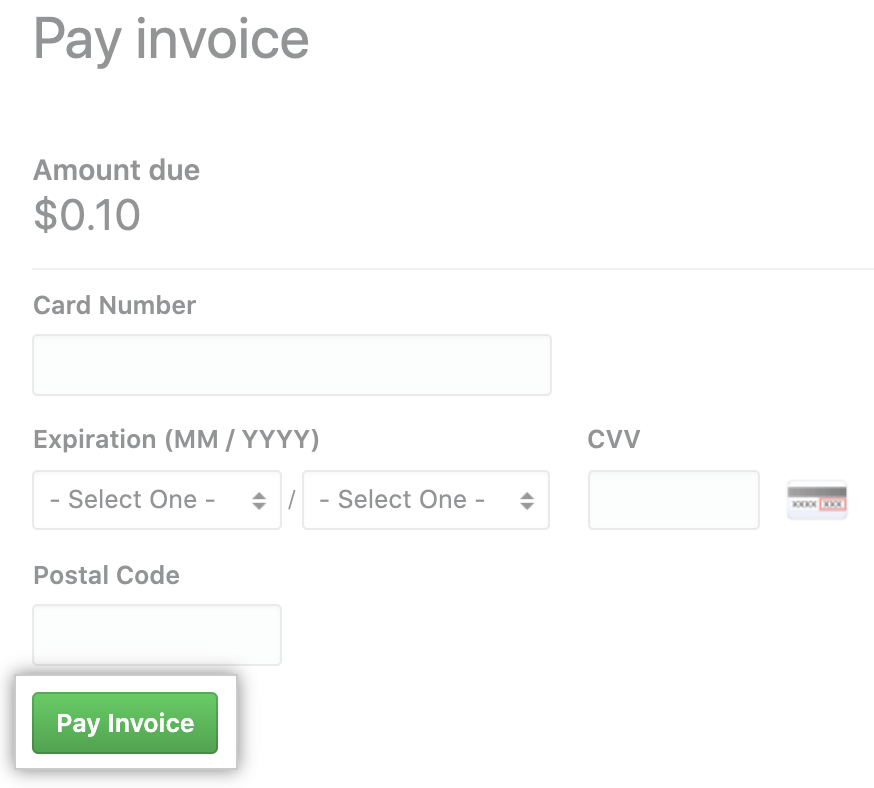 Pay invoice
Amount due
$0.10
Card Number
Expiration (MM / YYYY) CVV
- Select One - / - Select One - XXXX XXX
Postal Code
Pay Invoice